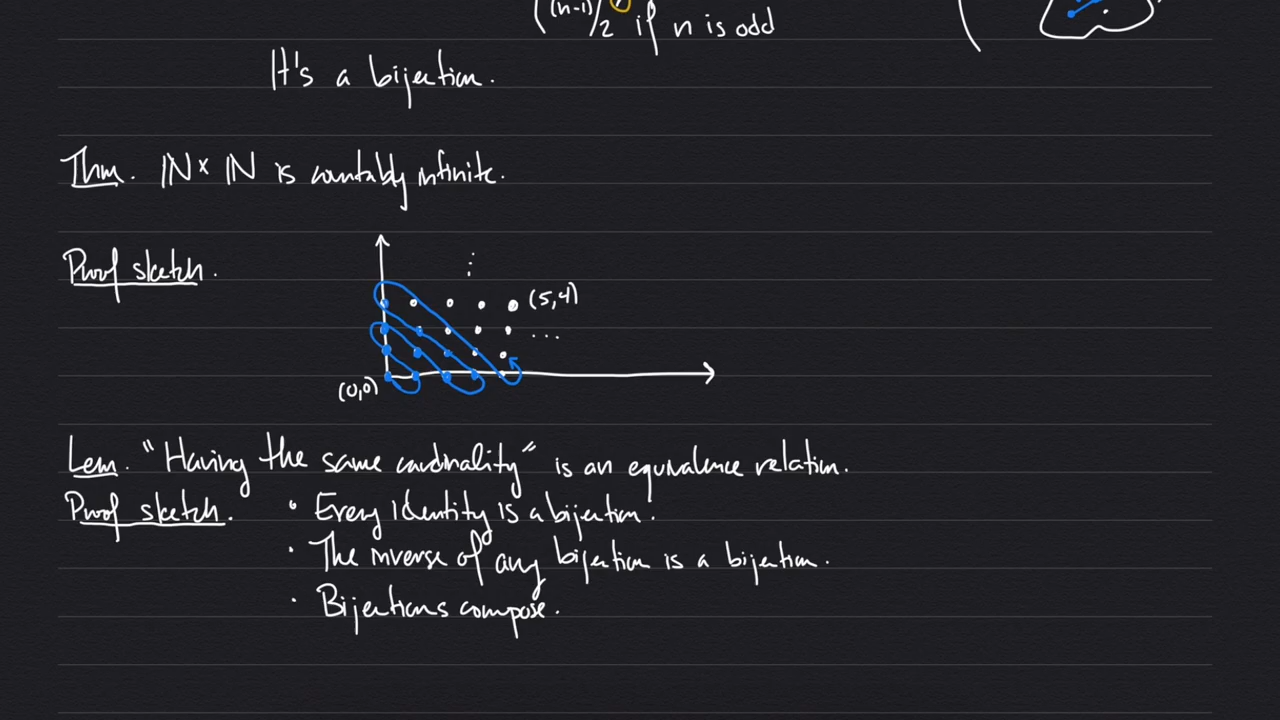 (n-1)/2 if n is odd
It's a bijection.
Thm. ℕ × ℕ is countably infinite.
Proof sketch.
(5,4)
...
(0,0)
Lem. "Having the same cardinality" is an equivalence relation.
Proof sketch. • Every identity is a bijection.
• The inverse of any bijection is a bijection.
• Bijections compose.